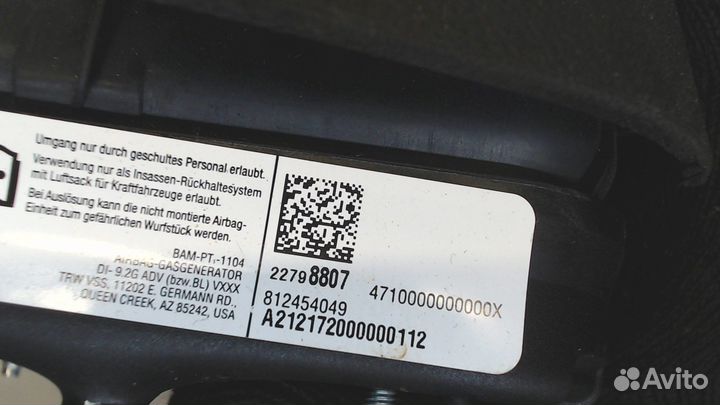 Umgang nur durch geschultes Personal erlaubt.
Verwendung nur als Insassen-Rückhaltesystem
mit Luftsack für Kraftfahrzeuge erlaubt.
Bei Auslösung kann die nicht montierte Airbag-
Einheit zum gefährlichen Wurfstück werden.
BAM-PT₁-1104
AIRBAG-GASGENERATOR
DI- 9.2G ADV (bzw.BL) VXXX
TRW VSS, 11202 E. GERMANN RD.,
QUEEN CREEK, AZ 85242, USA
22798807
4710000000000X
812454049
A212172000000112
Avito